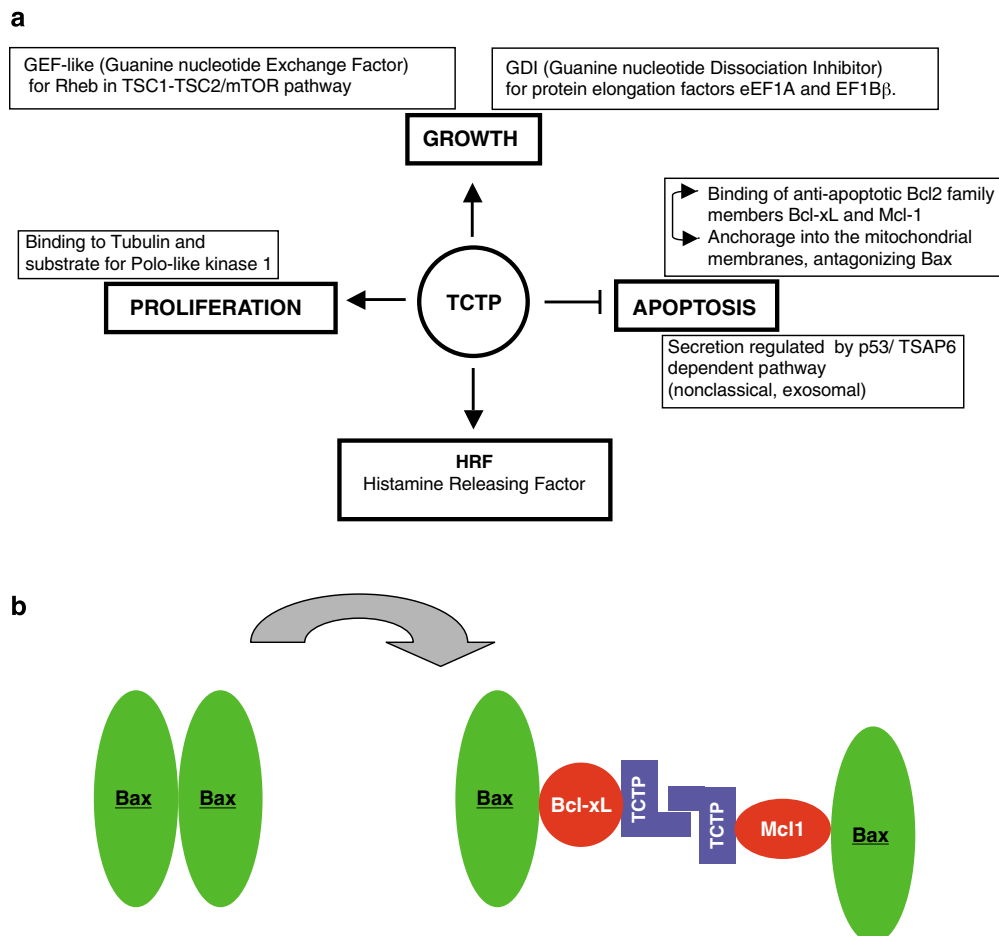 a
GEF-like (Guanine nucleotide Exchange Factor)
for Rheb in TSC1-TSC2/mTOR pathway
GDI (Guanine nucleotide Dissociation Inhibitor)
for protein elongation factors eEF1A and EF1Bβ.
GROWTH
Binding of anti-apoptotic Bcl2 family
members Bcl-xL and Mcl-1
Anchorage into the mitochondrial
membranes, antagonizing Bax
Binding to Tubulin and
substrate for Polo-like kinase 1
PROLIFERATION
TCTP
APOPTOSIS
Secretion regulated by p53/ TSAP6
dependent pathway
(nonclassical, exosomal)
HRF
Histamine Releasing Factor
b
Bax
Bax
Bax
Bcl-xL
TCTP
TCTP
Mcl1
Bax